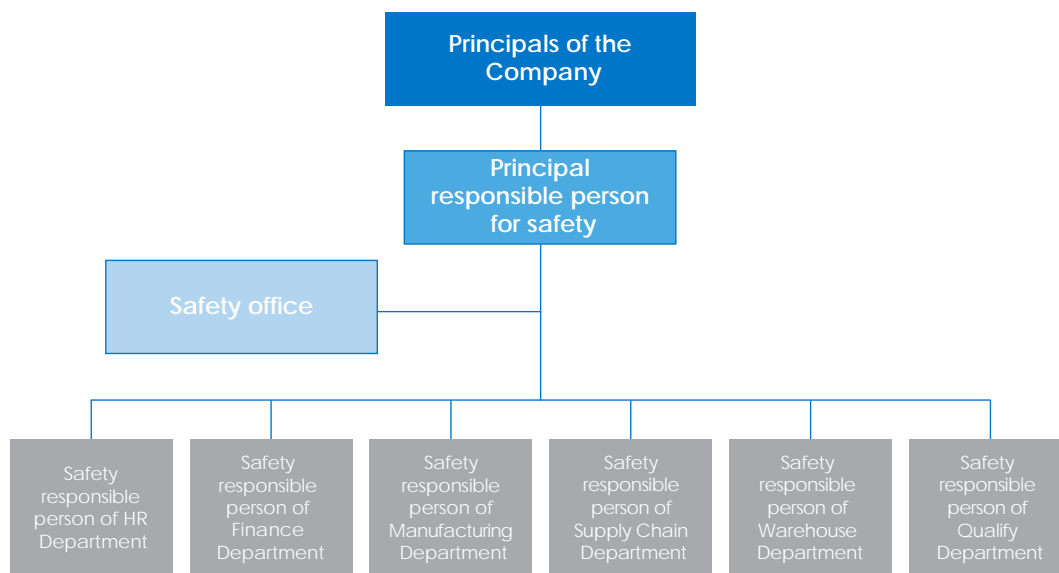 Principals of the
Company
Principal
responsible person
for safety
Safety office
Safety
responsible
person of HR
Department
Safety
responsible
person of
Finance
Department
Safety
responsible
person of
Manufacturing
Department
Safety
responsible
person of
Supply Chain
Department
Safety
responsible
person of
Warehouse
Department
Safety
responsible
person of
Qualify
Department